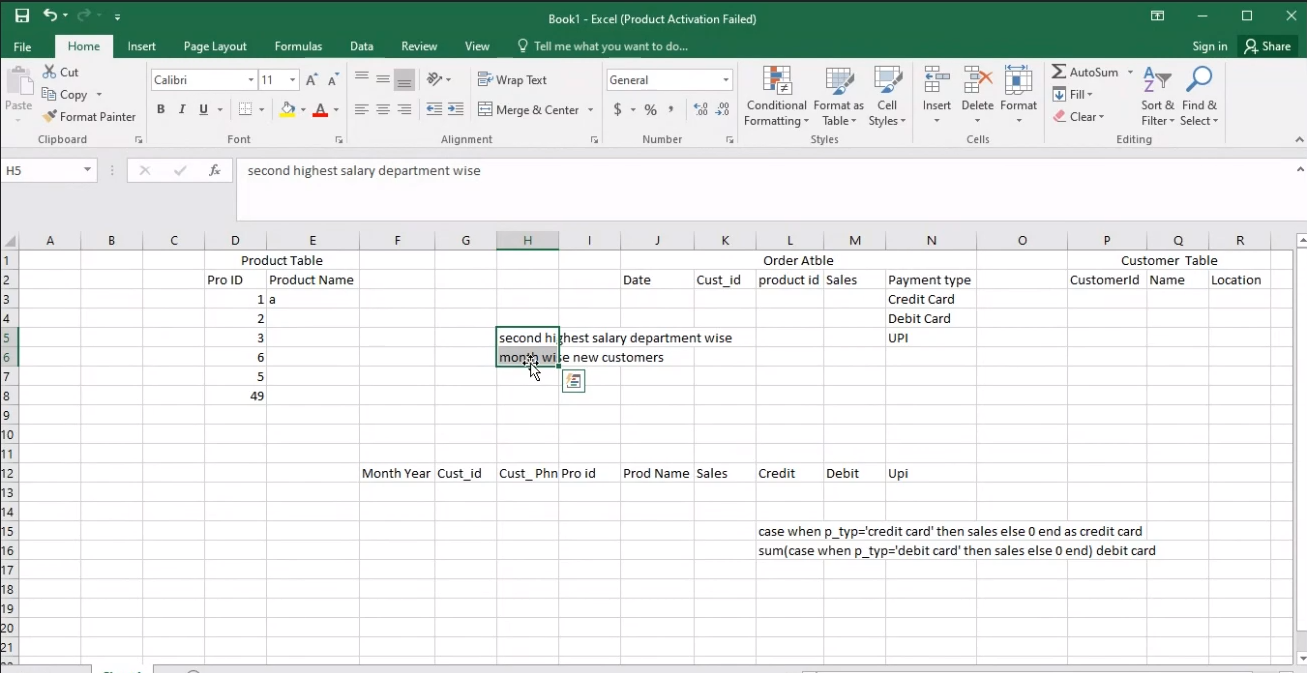 Book1 - Excel (Product Activation Failed)
File Home Insert Page Layout Formulas Data Review View Tell me what you want to do... Sign in Share
Paste Cut Copy Format Painter Clipboard
Calibri 11 A A B I U A Font
Wrap Text Merge & Center Alignment
General $ % , Number
Conditional Formatting Format as Table Cell Styles Styles
Insert Delete Format Cells
AutoSum Fill Clear Sort & Filter Find & Select Editing
H5 fx second highest salary department wise
A B C D E F G H I J K L M N O P Q R
1 Product Table Order Atble Customer Table
2 Pro ID Product Name Date Cust_id product id Sales Payment type CustomerId Name Location
3 1 a Credit Card
4 2 Debit Card
5 3 second highest salary department wise UPI
6 6 month wise new customers
7 5
8 49
9
10
11
12 Month Year Cust_id Cust_ Phn Pro id Prod Name Sales Credit Debit Upi
13
14
15 case when p_typ='credit card' then sales else 0 end as credit card
16 sum(case when p_typ='debit card' then sales else 0 end) debit card
17
18
19
20
21